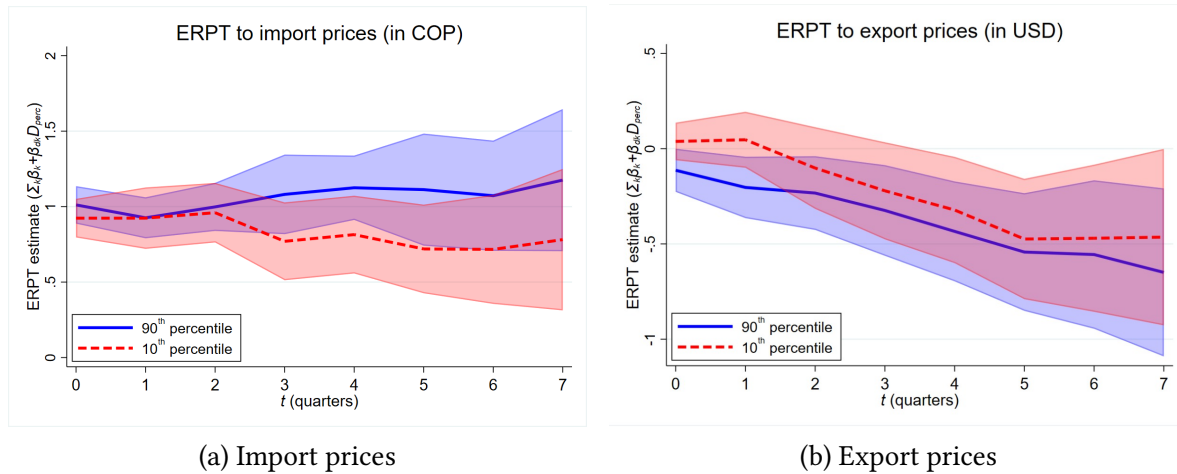 ERPT to import prices (in COP)
ERPT estimate (Σₖβₖ+β_dkD_perc)
2
1.5
1
.5
0
90th percentile
10th percentile
0 1 2 3 4 5 6 7
t (quarters)
(a) Import prices
ERPT to export prices (in USD)
ERPT estimate (Σₖβₖ+β_dkD_perc)
.5
0
-.5
-1
90th percentile
10th percentile
0 1 2 3 4 5 6 7
t (quarters)
(b) Export prices